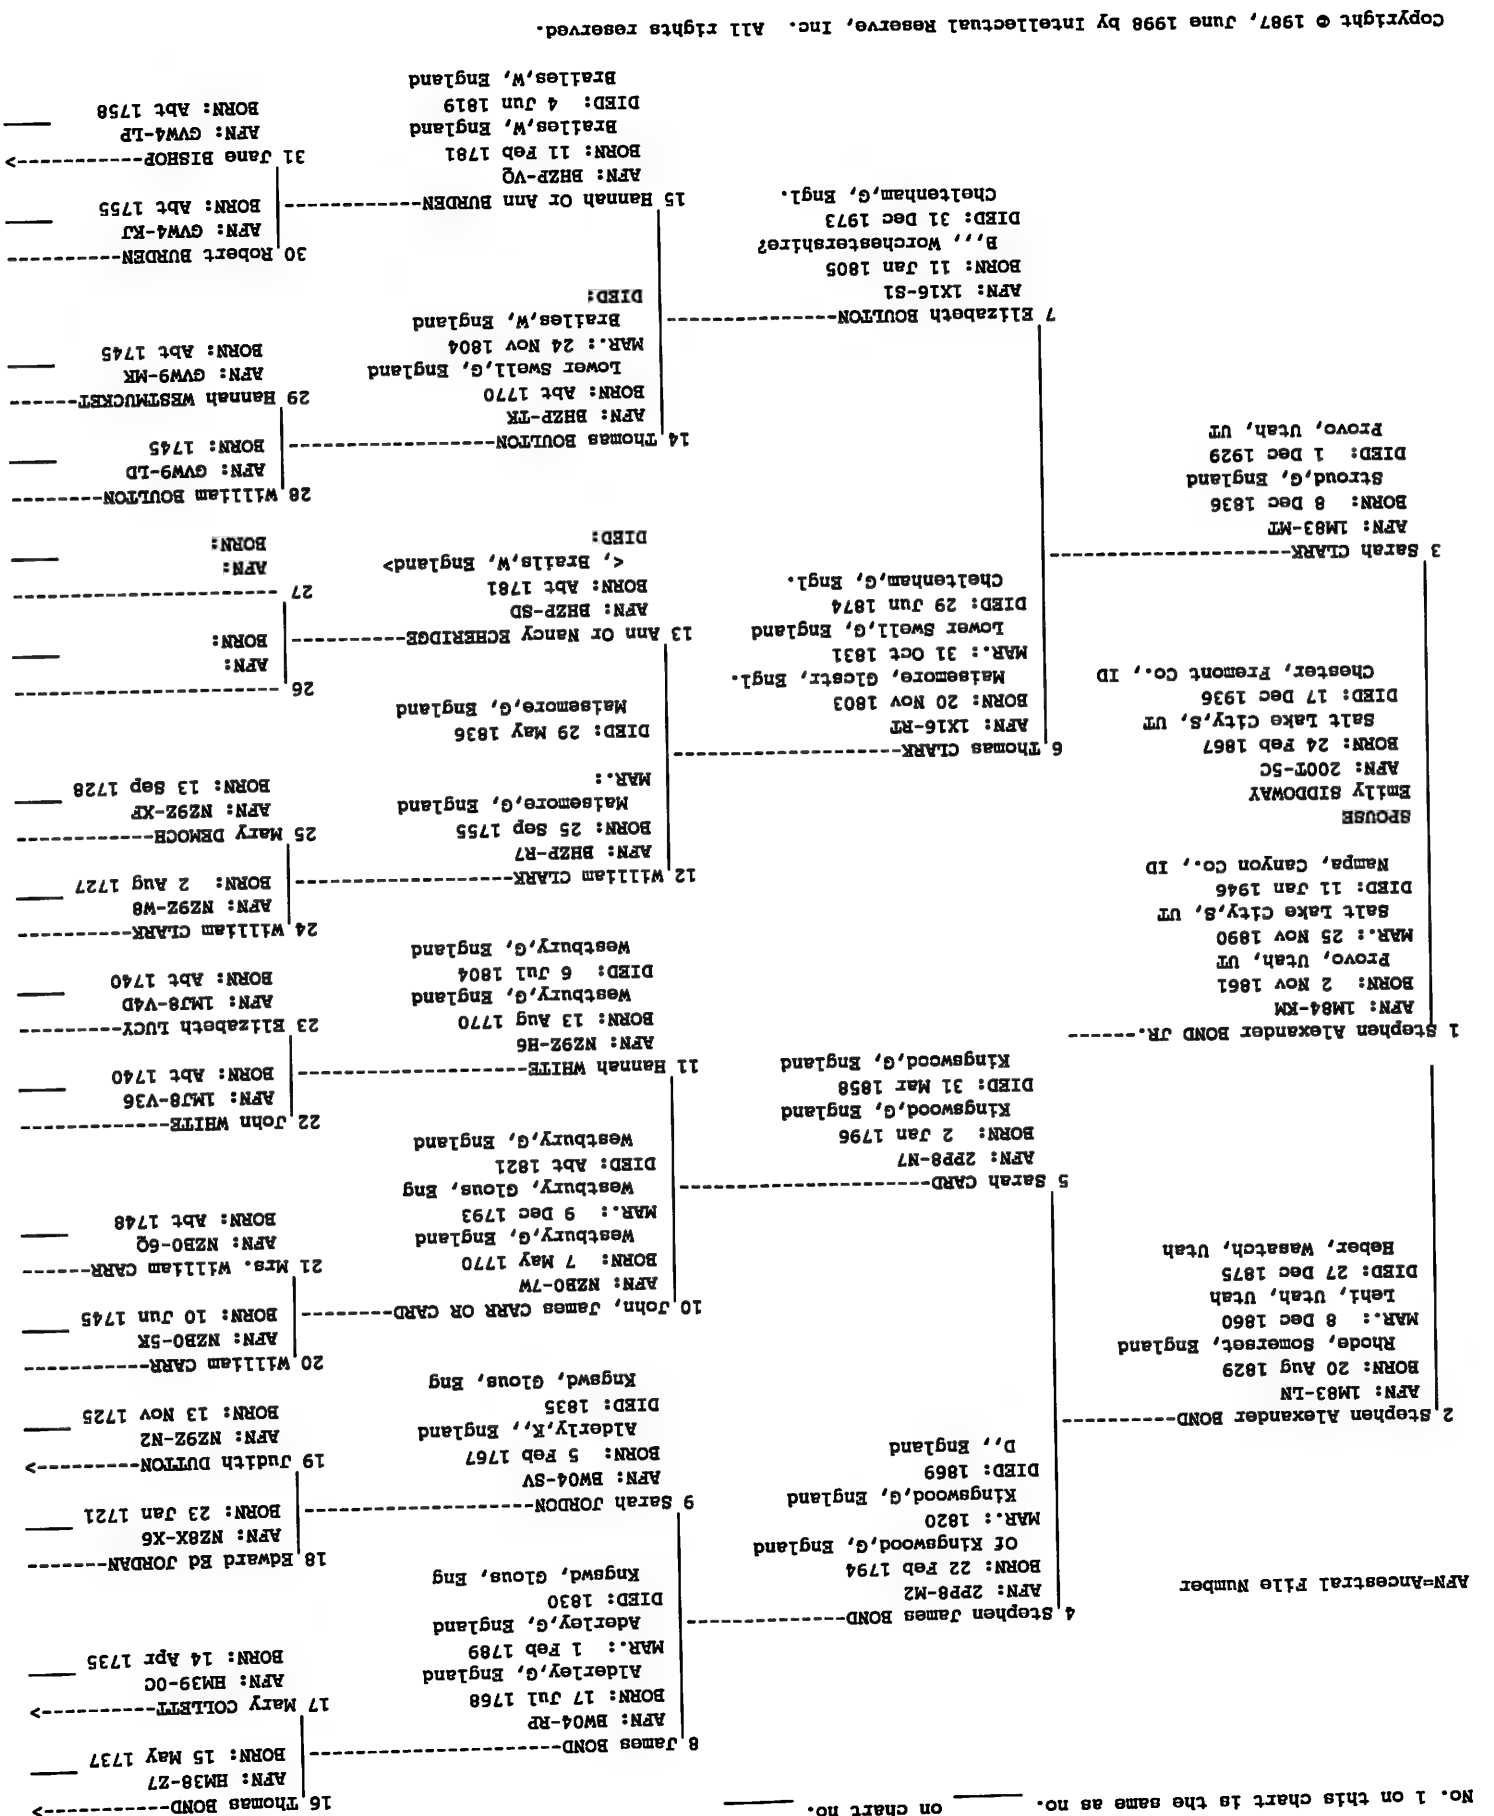 No. 1 on this chart is the same as no. _____ on chart no. _____
AFN=Ancestral File Number
2 Stephen Alexander BOND-----------
AFN: 1M83-LN
BORN: 20 Aug 1829
Rhode, Somerset, England
MAR.: 8 Dec 1860
Lehi, Utah, Utah
DIED: 27 Dec 1875
Heber, Wasatch, Utah
1 Stephen Alexander BOND JR.------
AFN: 1M84-KM
BORN: 2 Nov 1861
Provo, Utah, UT
MAR.: 25 Nov 1890
Salt Lake City,S, UT
DIED: 11 Jan 1946
Nampa, Canyon Co., ID
SPOUSE
Emily SIDDOWAY
AFN: 200T-5C
BORN: 24 Feb 1867
Salt Lake City,S, UT
DIED: 17 Dec 1936
Chester, Fremont Co., ID
3 Sarah CLARK---------------------
AFN: 1M83-MT
BORN: 8 Dec 1836
Stroud,G, England
DIED: 1 Dec 1929
Provo, Utah, UT
4 Stephen James BOND--------------
AFN: 2PP8-M2
BORN: 22 Feb 1794
Of Kingswood,G, England
MAR.: 1820
Kingswood,G, England
DIED: 1869
D,, England
5 Sarah CARD----------------------
AFN: 2PP8-N7
BORN: 2 Jan 1796
Kingswood,G, England
DIED: 31 Mar 1858
Kingswood,G, England
6 Thomas CLARK--------------------
AFN: 1X16-RT
BORN: 20 Nov 1803
Maisemore, Glcstr, Engl.
MAR.: 31 Oct 1831
Lower Swell,G, England
DIED: 29 Jun 1874
Cheltenham,G, Engl.
7 Elizabeth BOULTON---------------
AFN: 1X16-S1
BORN: 11 Jan 1805
B,,, Worchestershire?
DIED: 31 Dec 1973
Cheltenham,G, Engl.
8 James BOND----------------------
AFN: BW04-RP
BORN: 17 Jul 1768
Alderley,G, England
MAR.: 1 Feb 1789
Aderley,G, England
DIED: 1830
Kngswd, Glous, Eng
9 Sarah JORDON--------------------
AFN: BW04-SV
BORN: 5 Feb 1767
Alderly,K,, England
DIED: 1835
Kngswd, Glous, Eng
10 John, James CARR OR CARD--------
AFN: NZB0-7W
BORN: 7 May 1770
Westbury,G, England
MAR.: 9 Dec 1793
Westbury, Glous, Eng
DIED: Abt 1821
Westbury,G, England
11 Hannah WHITE--------------------
AFN: NZ9Z-H6
BORN: 13 Aug 1770
Westbury,G, England
DIED: 6 Jul 1804
Westbury,G, England
12 William CLARK-------------------
AFN: BHZP-R7
BORN: 25 Sep 1755
Maisemore,G, England
MAR.:
DIED: 29 May 1836
Maisemore,G, England
13 Ann Or Nancy ECHERIDGE----------
AFN: BHZP-SD
BORN: Abt 1781
<, Brails,W, England>
DIED:
14 Thomas BOULTON------------------
AFN: BHZP-TK
BORN: Abt 1770
Lower Swell,G, England
MAR.: 24 Nov 1804
Brailes,W, England
DIED:
15 Hannah Or Ann BURDEN------------
AFN: BHZP-VQ
BORN: 11 Feb 1781
Brailes,W, England
DIED: 4 Jun 1819
Brailes,W, England
16 Thomas BOND------------>
AFN: HM38-Z7
BORN: 15 May 1737 ____
17 Mary COLLETT----------->
AFN: HM39-0C
BORN: 14 Apr 1735 ____
18 Edward Ed JORDAN-------
AFN: NZ8X-X6
BORN: 23 Jan 1721 ____
19 Judith DUTTON---------->
AFN: NZ9Z-N2
BORN: 13 Nov 1725 ____
20 William CARR-----------
AFN: NZB0-5K
BORN: 10 Jun 1745 ____
21 Mrs. William CARR------
AFN: NZB0-6Q
BORN: Abt 1748 ____
22 John WHITE-------------
AFN: 1MJ8-V36
BORN: Abt 1740 ____
23 Elizabeth LUCY---------
AFN: 1MJ8-V4D
BORN: Abt 1740 ____
24 William CLARK----------
AFN: NZ9Z-W8
BORN: 2 Aug 1727 ____
25 Mary DEMOCH------------
AFN: NZ9Z-XF
BORN: 13 Sep 1728 ____
26 -----------------------
AFN:
BORN: ____
27 -----------------------
AFN:
BORN: ____
28 William BOULTON--------
AFN: GVW9-LD
BORN: 1745 ____
29 Hannah WESTMUCKET------
AFN: GVW9-MK
BORN: Abt 1745 ____
30 Robert BURDEN----------
AFN: GVW4-KJ
BORN: Abt 1755 ____
31 Jane BISHOP------------>
AFN: GVW4-LP
BORN: Abt 1758 ____
Copyright © 1987, June 1998 by Intellectual Reserve, Inc. All rights reserved.